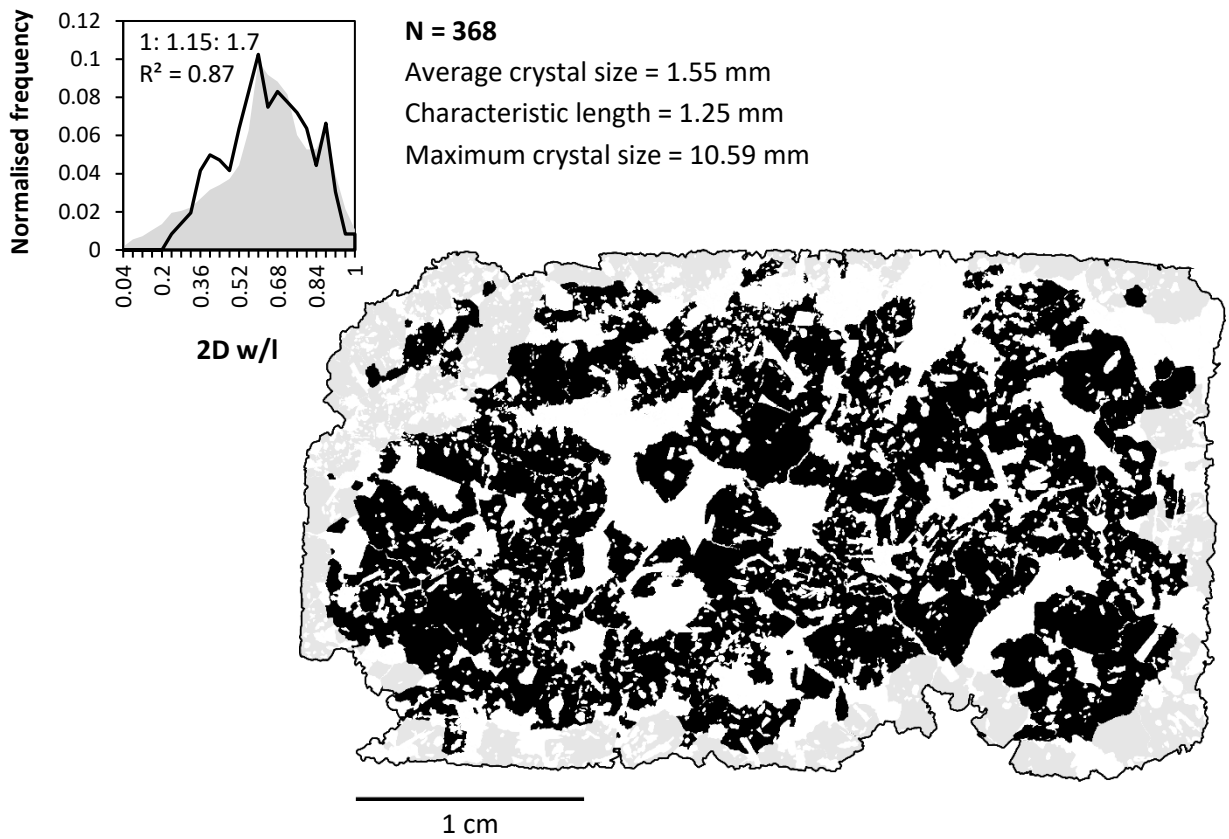 Normalised frequency
0.12
0.1
0.08
0.06
0.04
0.02
0
1: 1.15: 1.7
R² = 0.87
0.04
0.2
0.36
0.52
0.68
0.84
1
2D w/l
N = 368
Average crystal size = 1.55 mm
Characteristic length = 1.25 mm
Maximum crystal size = 10.59 mm
1 cm